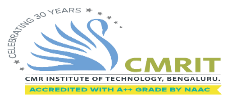 CELEBRATING 30 YEARS
CMRIT
CMR INSTITUTE OF TECHNOLOGY, BENGALURU.
ACCREDITED WITH A++ GRADE BY NAAC